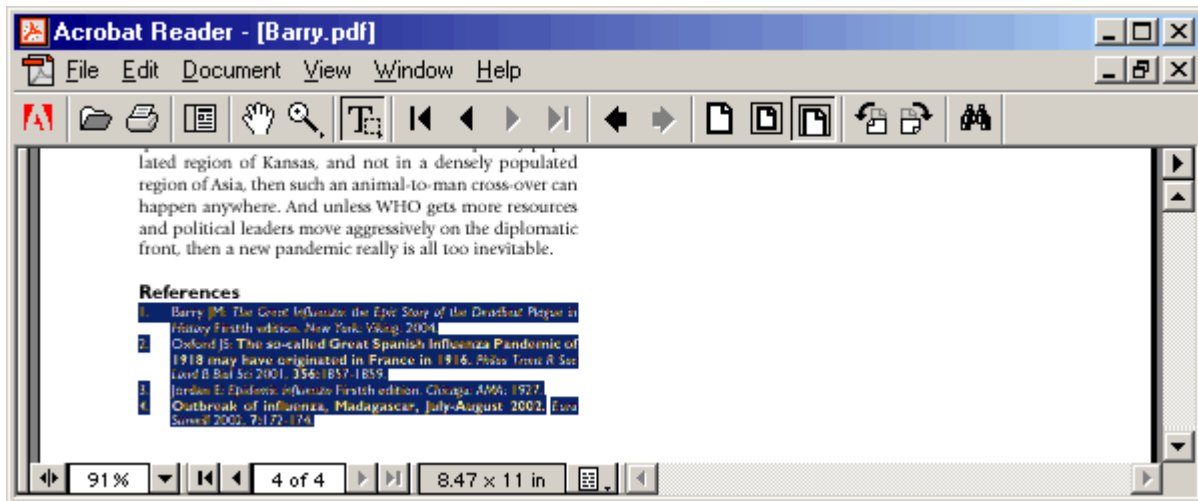 Acrobat Reader - [Barry.pdf]
File Edit Document View Window Help
lated region of Kansas, and not in a densely populated
region of Asia, then such an animal-to-man cross-over can
happen anywhere. And unless WHO gets more resources
and political leaders move aggressively on the diplomatic
front, then a new pandemic really is all too inevitable.
References
1. Barry JM: The Great Influenza: the Epic Story of the Deadliest Plague in
History Firstth edition. New York: Viking; 2004.
2. Oxford JS: The so-called Great Spanish Influenza Pandemic of
1918 may have originated in France in 1916. Philos Trans R Soc
Lond B Biol Sci 2001, 356:1857-1859.
3. Jordan E: Epidemic influenza Firstth edition. Chicago: AMA; 1927.
4. Outbreak of influenza, Madagascar, July-August 2002. Euro
Surveill 2002, 7:172-174.
91% 4 of 4 8.47 x 11 in